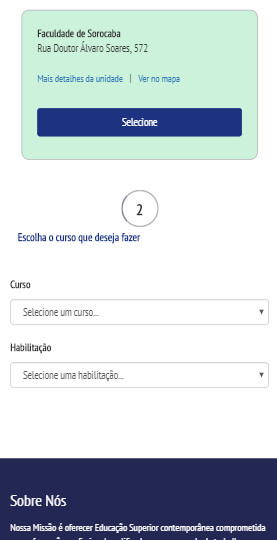 Faculdade de Sorocaba
Rua Doutor Álvaro Soares, 572
Mais detalhes da unidade | Ver no mapa
Selecione
2
Escolha o curso que deseja fazer
Curso
Selecione um curso...
Habilitação
Selecione uma habilitação...
Sobre Nós
Nossa Missão é oferecer Educação Superior contemporânea comprometida